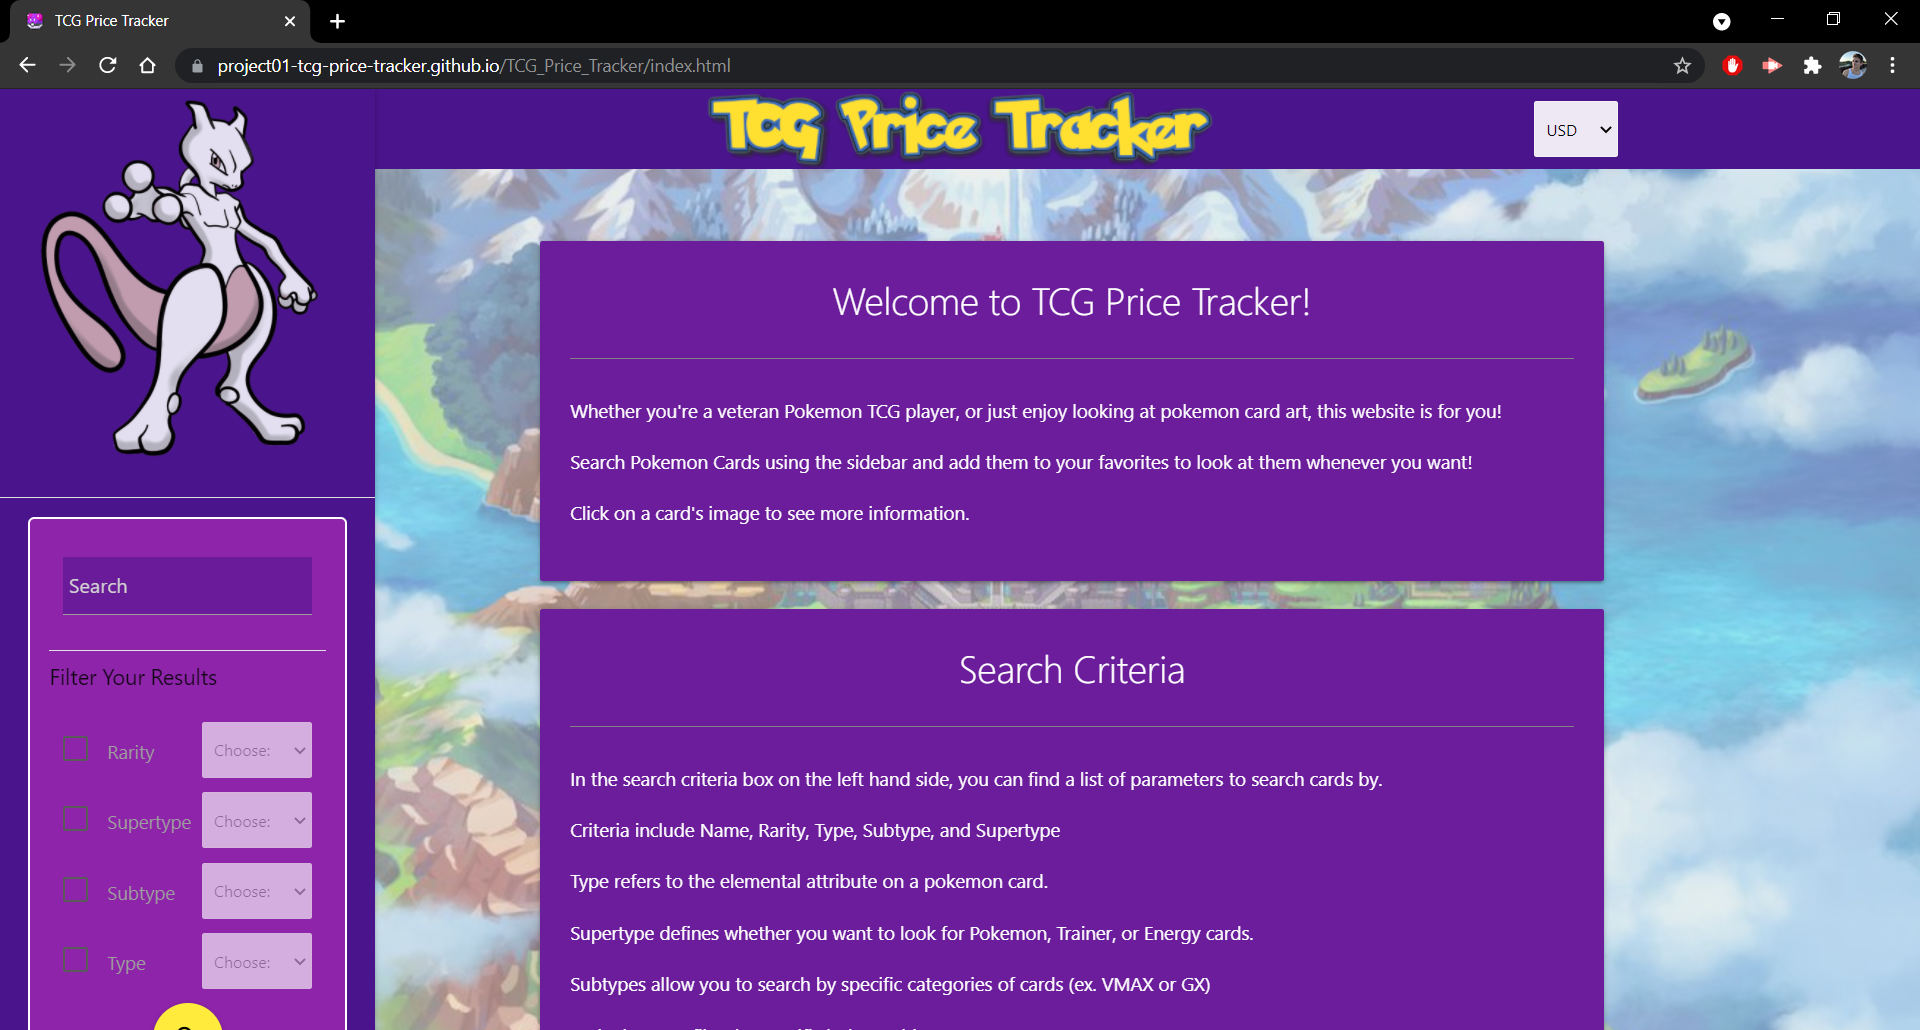 TCG Price Tracker
project01-tcg-price-tracker.github.io/TCG_Price_Tracker/index.html
TCG Price Tracker
USD
Welcome to TCG Price Tracker!
Whether you're a veteran Pokemon TCG player, or just enjoy looking at pokemon card art, this website is for you!
Search Pokemon Cards using the sidebar and add them to your favorites to look at them whenever you want!
Click on a card's image to see more information.
Search
Filter Your Results
Rarity Choose:
Supertype Choose:
Subtype Choose:
Type Choose:
Search Criteria
In the search criteria box on the left hand side, you can find a list of parameters to search cards by.
Criteria include Name, Rarity, Type, Subtype, and Supertype
Type refers to the elemental attribute on a pokemon card.
Supertype defines whether you want to look for Pokemon, Trainer, or Energy cards.
Subtypes allow you to search by specific categories of cards (ex. VMAX or GX)